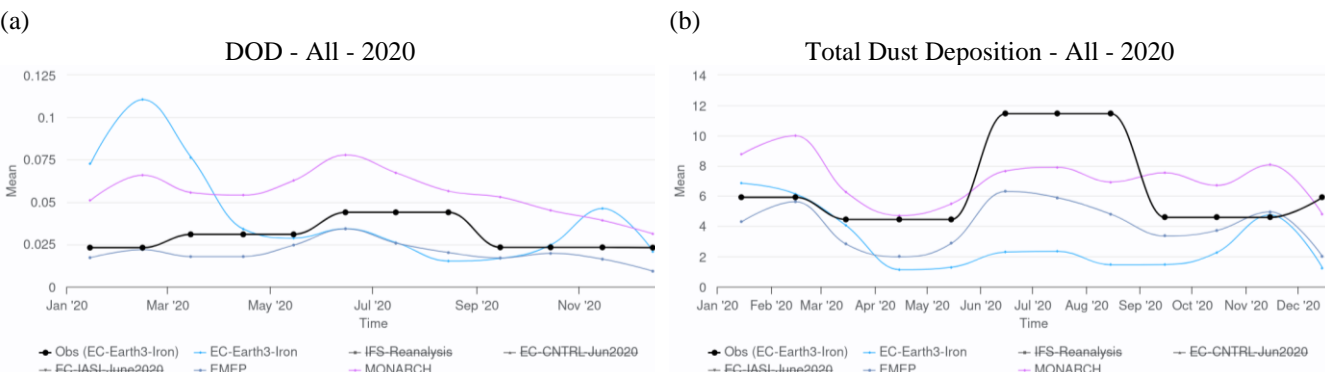 (a)
(b)
DOD - All - 2020
Total Dust Deposition - All - 2020
0.125
0.1
0.075
0.05
0.025
0
Mean
Jan '20 Mar '20 May '20 Jul '20 Sep '20 Nov '20
Time
Obs (EC-Earth3-Iron) EC-Earth3-Iron IFS-Reanalysis EC-CNTRL-Jun2020
EC-IASI-June2020 EMEP MONARCH
14
12
10
8
6
4
2
0
Mean
Jan '20 Feb '20 Mar '20 Apr '20 May '20 Jun '20 Jul '20 Aug '20 Sep '20 Oct '20 Nov '20 Dec '20
Time
Obs (EC-Earth3-Iron) EC-Earth3-Iron IFS-Reanalysis EC-CNTRL-Jun2020
EC-IASI-June2020 EMEP MONARCH